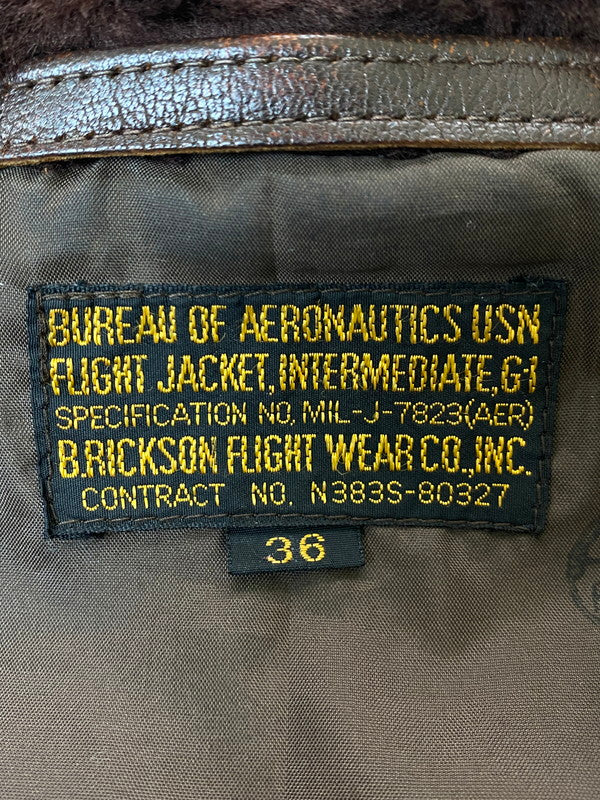 BUREAU OF AERONAUTICS USN
FLIGHT JACKET, INTERMEDIATE, G-1
SPECIFICATION NO. MIL-J-7823(AER)
B.RICKSON FLIGHT WEAR CO., INC.
CONTRACT NO. N383S-80327
36